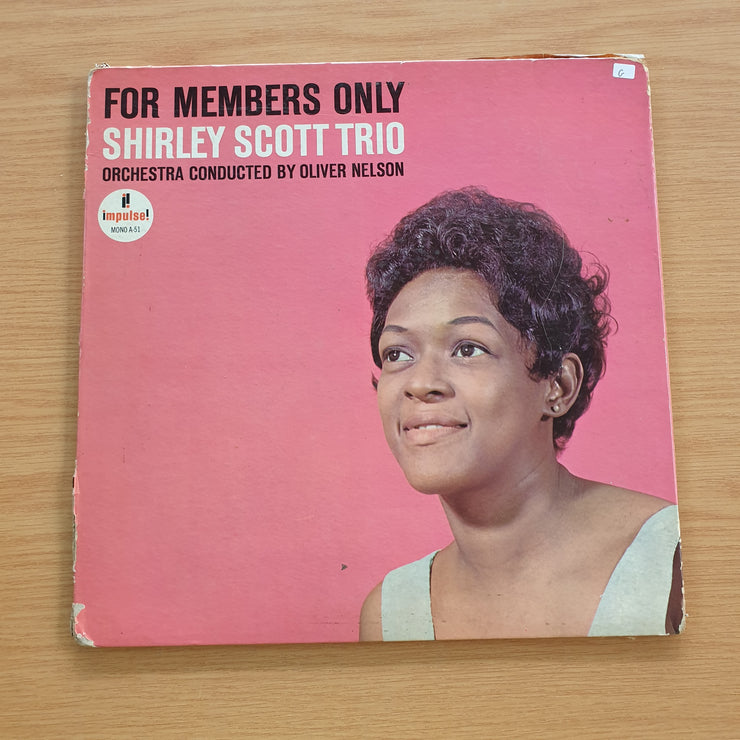 FOR MEMBERS ONLY
SHIRLEY SCOTT TRIO
ORCHESTRA CONDUCTED BY OLIVER NELSON
i!
impulse!
MONO A-51
G